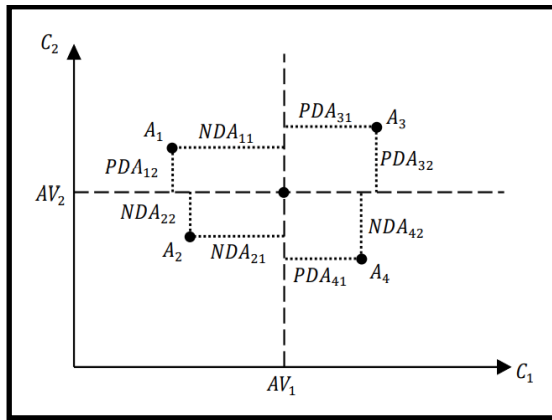 C₂
A₁
NDA₁₁
PDA₃₁
A₃
PDA₁₂
PDA₃₂
AV₂
NDA₂₂
NDA₄₂
A₂
NDA₂₁
PDA₄₁
A₄
AV₁
C₁